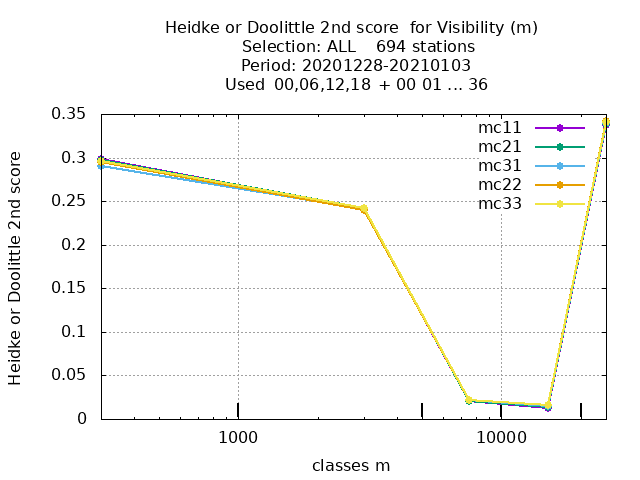 Heidke or Doolittle 2nd score  for Visibility (m)
Selection: ALL    694 stations
Period: 20201228-20210103
Used  00,06,12,18  + 00 01 ... 36
Heidke or Doolittle 2nd score
0.35
0.3
0.25
0.2
0.15
0.1
0.05
0
mc11
mc21
mc31
mc22
mc33
1000
10000
classes m